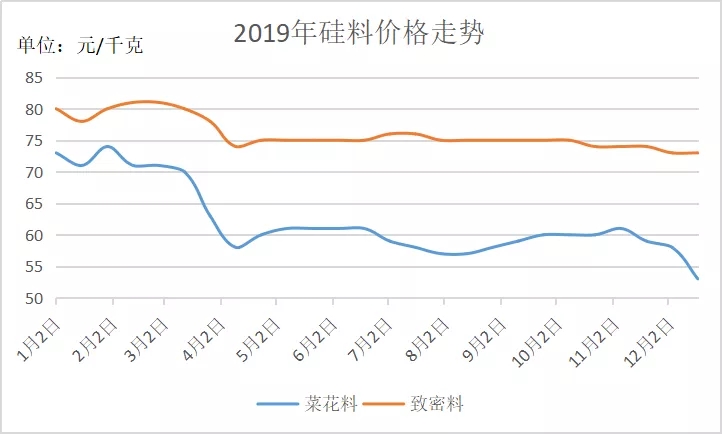 2019年硅料价格走势
单位：元/千克
85
80
75
70
65
60
55
50
1月2日
2月2日
3月2日
4月2日
5月2日
6月2日
7月2日
8月2日
9月2日
10月2日
11月2日
12月2日
菜花料 致密料